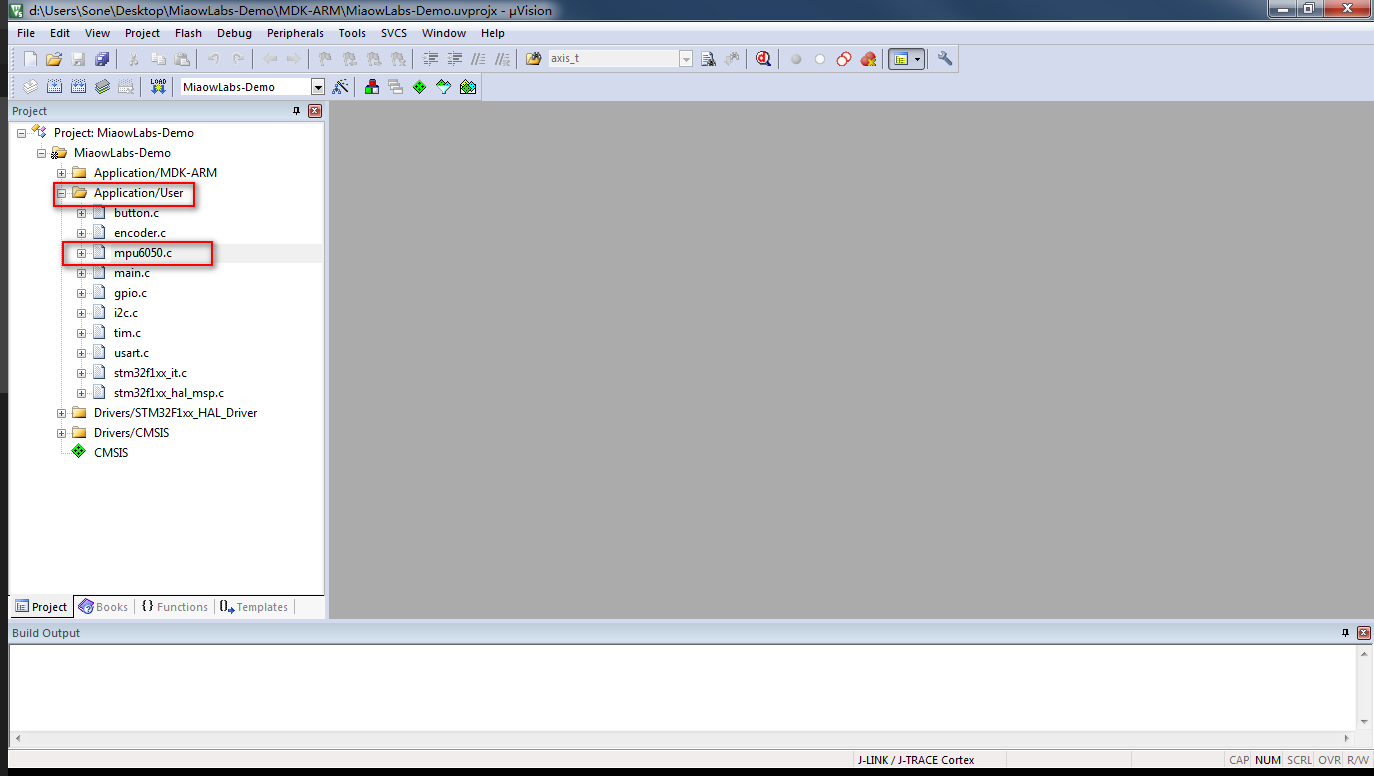 d:\Users\Sone\Desktop\MiaowLabs-Demo\MDK-ARM\MiaowLabs-Demo.uvprojx - µVision
File Edit View Project Flash Debug Peripherals Tools SVCS Window Help
axis_t
LOAD MiaowLabs-Demo
Project
Project: MiaowLabs-Demo
MiaowLabs-Demo
Application/MDK-ARM
Application/User
button.c
encoder.c
mpu6050.c
main.c
gpio.c
i2c.c
tim.c
usart.c
stm32f1xx_it.c
stm32f1xx_hal_msp.c
Drivers/STM32F1xx_HAL_Driver
Drivers/CMSIS
CMSIS
Project Books {} Functions Templates
Build Output
J-LINK / J-TRACE Cortex CAP NUM SCRL OVR R/W